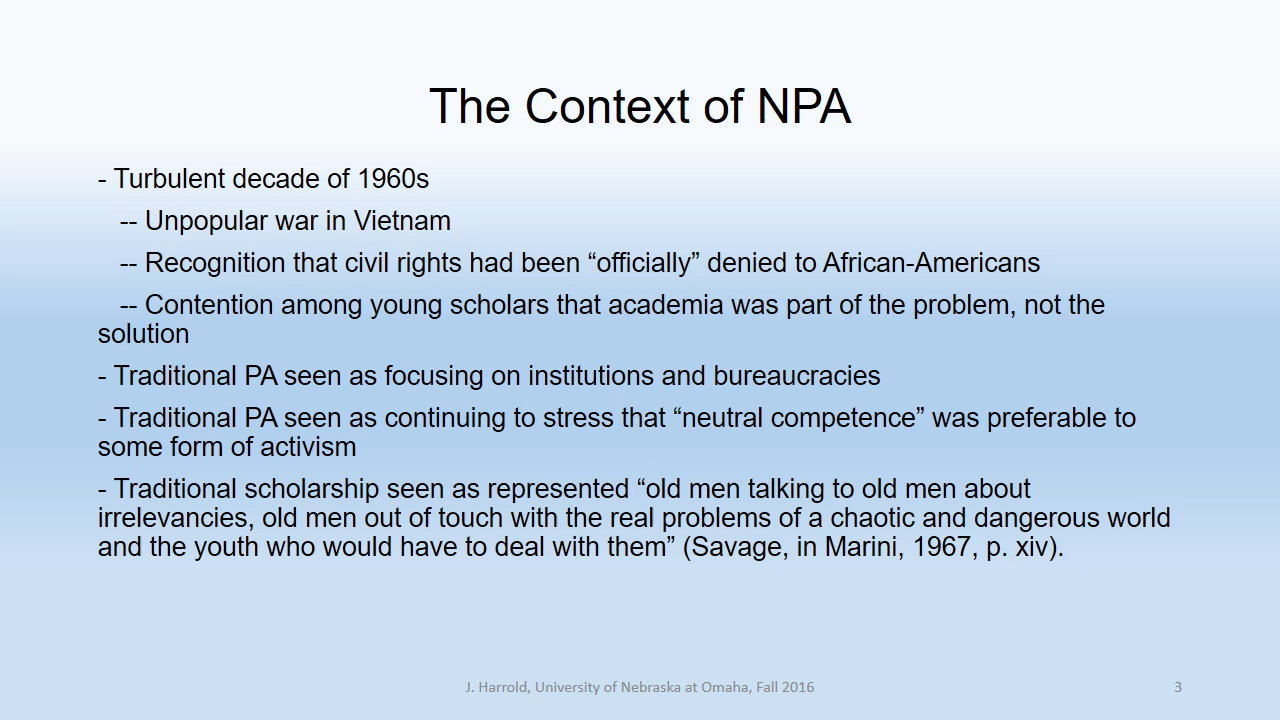 The Context of NPA
- Turbulent decade of 1960s
-- Unpopular war in Vietnam
-- Recognition that civil rights had been “officially” denied to African-Americans
-- Contention among young scholars that academia was part of the problem, not the
solution
- Traditional PA seen as focusing on institutions and bureaucracies
- Traditional PA seen as continuing to stress that “neutral competence” was preferable to
some form of activism
- Traditional scholarship seen as represented “old men talking to old men about
irrelevancies, old men out of touch with the real problems of a chaotic and dangerous world
and the youth who would have to deal with them” (Savage, in Marini, 1967, p. xiv).
J. Harrold, University of Nebraska at Omaha, Fall 2016
3